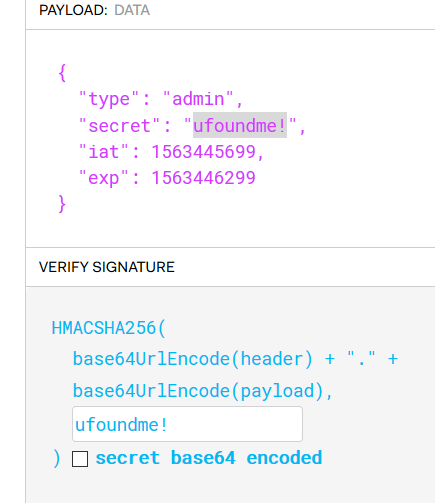 PAYLOAD: DATA
{
"type": "admin",
"secret": "ufoundme!",
"iat": 1563445699,
"exp": 1563446299
}
VERIFY SIGNATURE
HMACSHA256(
base64UrlEncode(header) + "." +
base64UrlEncode(payload),
ufoundme!
) secret base64 encoded